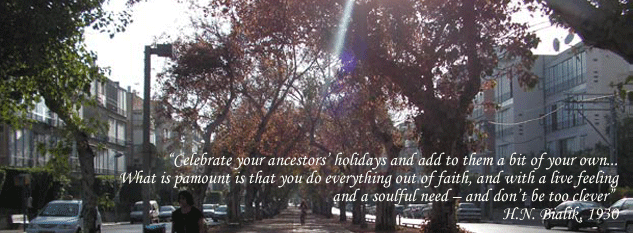 “Celebrate your ancestors’ holidays and add to them a bit of your own...
What is pamount is that you do everything out of faith, and with a live feeling
and a soulful need – and don't be too clever”
H.N. Bialik, 1930